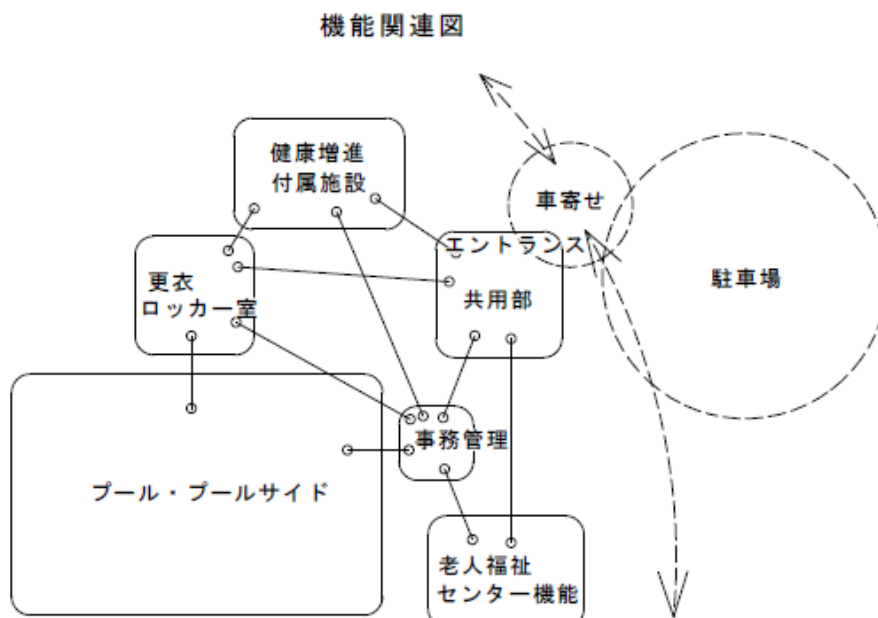 機能関連図
健康増進
付属施設
車寄せ
エントランス
共用部
駐車場
更衣
ロッカー室
事務管理
プール・プールサイド
老人福祉
センター機能